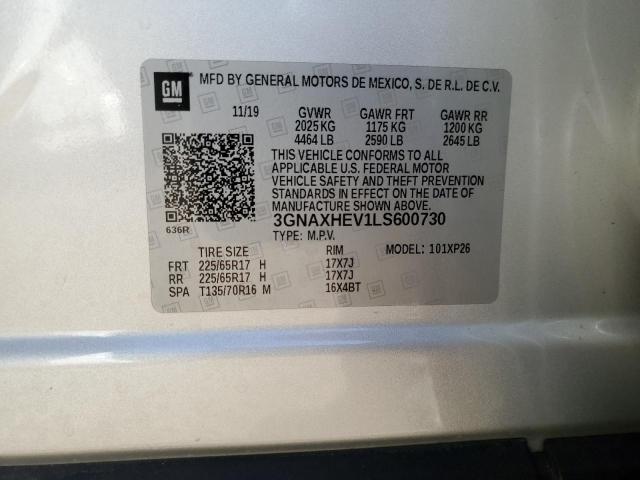 GM MFD BY GENERAL MOTORS DE MEXICO, S. DE R.L. DE C.V.
11/19 GVWR GAWR FRT GAWR RR
2025 KG 1175 KG 1200 KG
4464 LB 2590 LB 2645 LB
THIS VEHICLE CONFORMS TO ALL
APPLICABLE U.S. FEDERAL MOTOR
VEHICLE SAFETY AND THEFT
PREVENTION STANDARDS IN
EFFECT ON THE DATE OF
MANUFACTURE SHOWN ABOVE.
3GNAXHEV1LS600730
636R TYPE: M.P.V.
TIRE SIZE RIM MODEL: 101XP26
FRT 225/65R17 H 17X7J
RR 225/65R17 H 17X7J
SPA T135/70R16 M 16X4BT